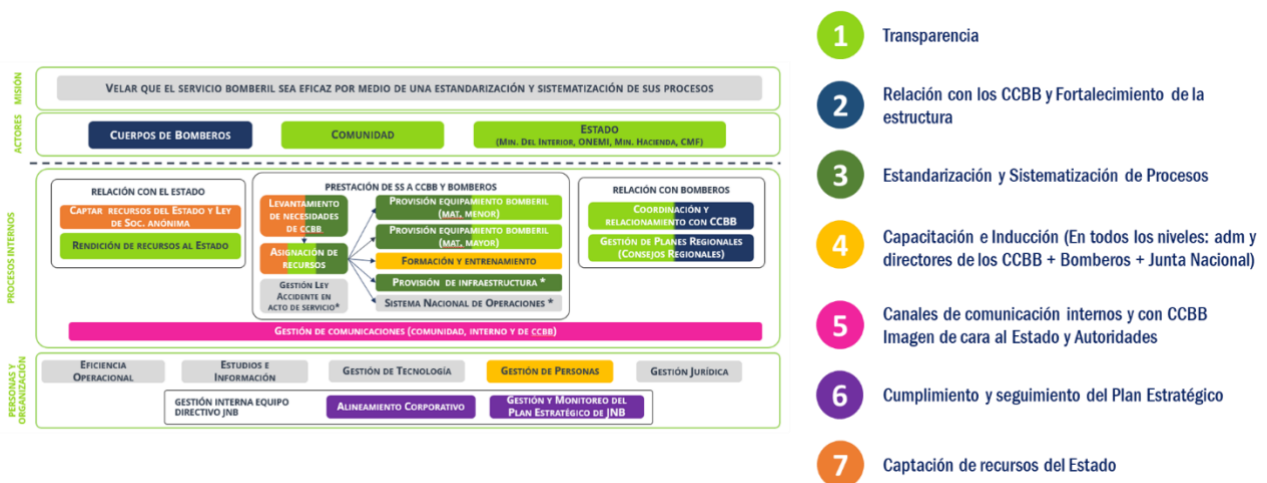 MISIÓN
VELAR QUE EL SERVICIO BOMBERIL SEA EFICAZ POR MEDIO DE UNA ESTANDARIZACIÓN Y SISTEMATIZACIÓN DE SUS PROCESOS
ACTORES
CUERPOS DE BOMBEROS
COMUNIDAD
ESTADO
(MIN. DEL INTERIOR, ONEMI, MIN. HACIENDA, CMF)
PROCESOS INTERNOS
RELACIÓN CON EL ESTADO
CAPTAR RECURSOS DEL ESTADO Y LEY
DE SOC. ANÓNIMA
RENDICIÓN DE RECURSOS AL ESTADO
PRESTACIÓN DE SS A CCBB Y BOMBEROS
LEVANTAMIENTO
DE NECESIDADES
DE CCBB
ASIGNACIÓN DE
RECURSOS
GESTIÓN LEY
ACCIDENTE EN
ACTO DE SERVICIO*
PROVISIÓN EQUIPAMIENTO BOMBERIL
(MAT. MENOR)
PROVISIÓN EQUIPAMIENTO BOMBERIL
(MAT. MAYOR)
FORMACIÓN Y ENTRENAMIENTO
PROVISIÓN DE INFRAESTRUCTURA *
SISTEMA NACIONAL DE OPERACIONES *
RELACIÓN CON BOMBEROS
COORDINACIÓN Y
RELACIONAMIENTO CON CCBB
GESTIÓN DE PLANES REGIONALES
(CONSEJOS REGIONALES)
GESTIÓN DE COMUNICACIONES (COMUNIDAD, INTERNO Y DE CCBB)
PERSONAS Y
ORGANIZACIÓN
EFICIENCIA
OPERACIONAL
ESTUDIOS E
INFORMACIÓN
GESTIÓN DE TECNOLOGÍA
GESTIÓN DE PERSONAS
GESTIÓN JURÍDICA
GESTIÓN INTERNA EQUIPO
DIRECTIVO JNB
ALINEAMIENTO CORPORATIVO
GESTIÓN Y MONITOREO DEL
PLAN ESTRATÉGICO DE JNB
1 Transparencia
2 Relación con los CCBB y Fortalecimiento de la
estructura
3 Estandarización y Sistematización de Procesos
4 Capacitación e Inducción (En todos los niveles: adm y
directores de los CCBB + Bomberos + Junta Nacional)
5 Canales de comunicación internos y con CCBB
Imagen de cara al Estado y Autoridades
6 Cumplimiento y seguimiento del Plan Estratégico
7 Captación de recursos del Estado